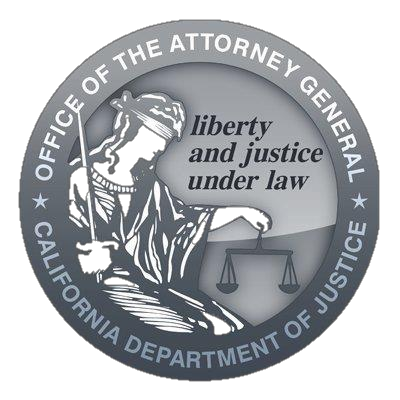 OFFICE OF THE ATTORNEY GENERAL
liberty
and justice
under law
CALIFORNIA DEPARTMENT OF JUSTICE